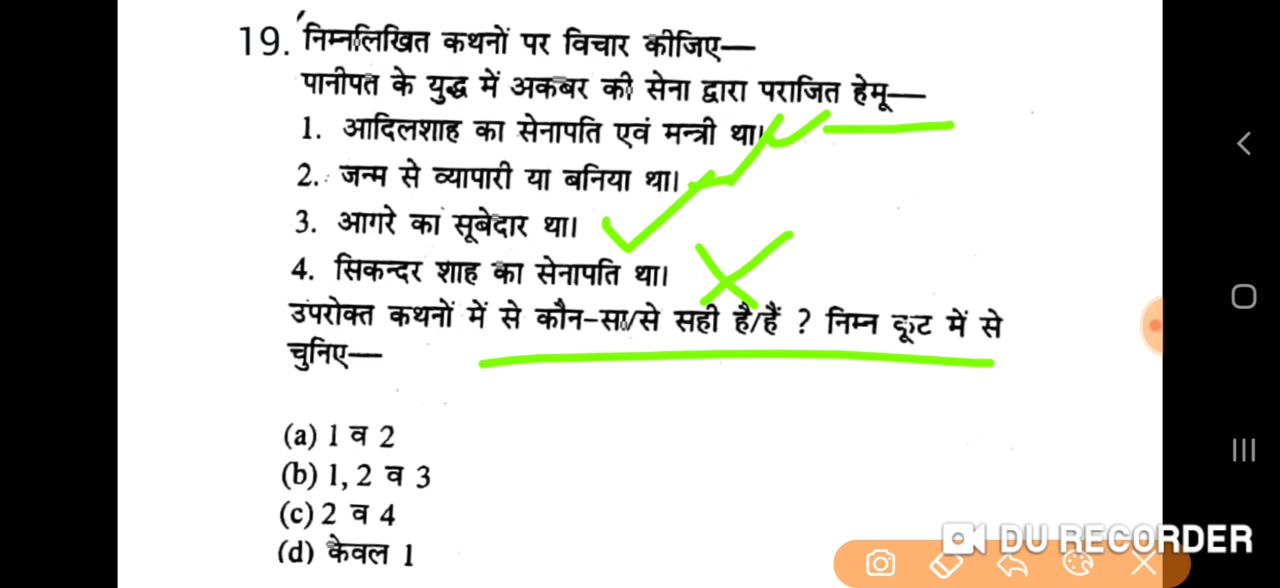 19. निम्नलिखित कथनों पर विचार कीजिए—
पानीपत के युद्ध में अकबर की सेना द्वारा पराजित हेमू—
1. आदिलशाह का सेनापति एवं मन्त्री था।
2. जन्म से व्यापारी या बनिया था।
3. आगरे का सूबेदार था।
4. सिकन्दर शाह का सेनापति था।
उपरोक्त कथनों में से कौन-सा/से सही है/हैं ? निम्न कूट में से
चुनिए—
(a) 1 व 2
(b) 1, 2 व 3
(c) 2 व 4
(d) केवल 1
DU RECORDER